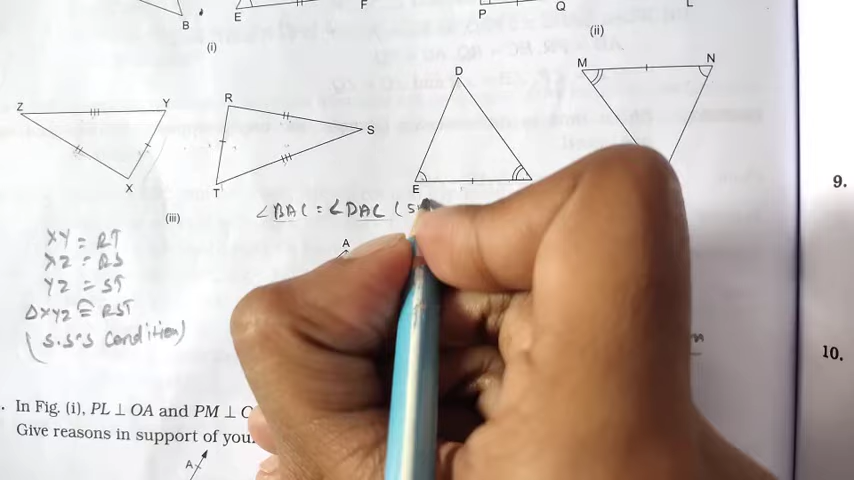 B
E
F
P
Q
L
(i)
(ii)
Z
Y
X
R
S
T
D
E
M
N
9.
(iii)
∠BAC = ∠DAC (S
A
XY = RT
XZ = RS
YZ = ST
ΔXYZ ≅ RST
(S.S.S Condition)
10.
. In Fig. (i), PL ⊥ OA and PM ⊥ O
Give reasons in support of you
A